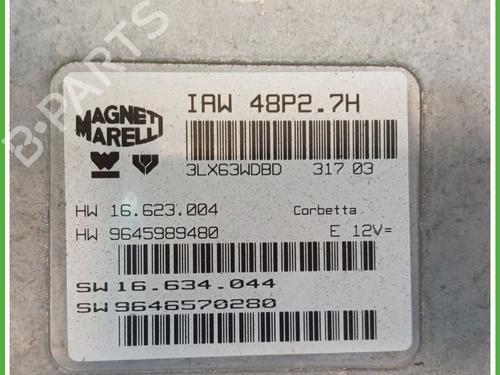 B-PARTS
MAGNETI MARELLI
IAW 48P2.7H
3LX63WDBD 317 03
HW 16.623.004 Corbetta
HW 9645989480 E 12V=
SW 16.634.044
SW 9646570280